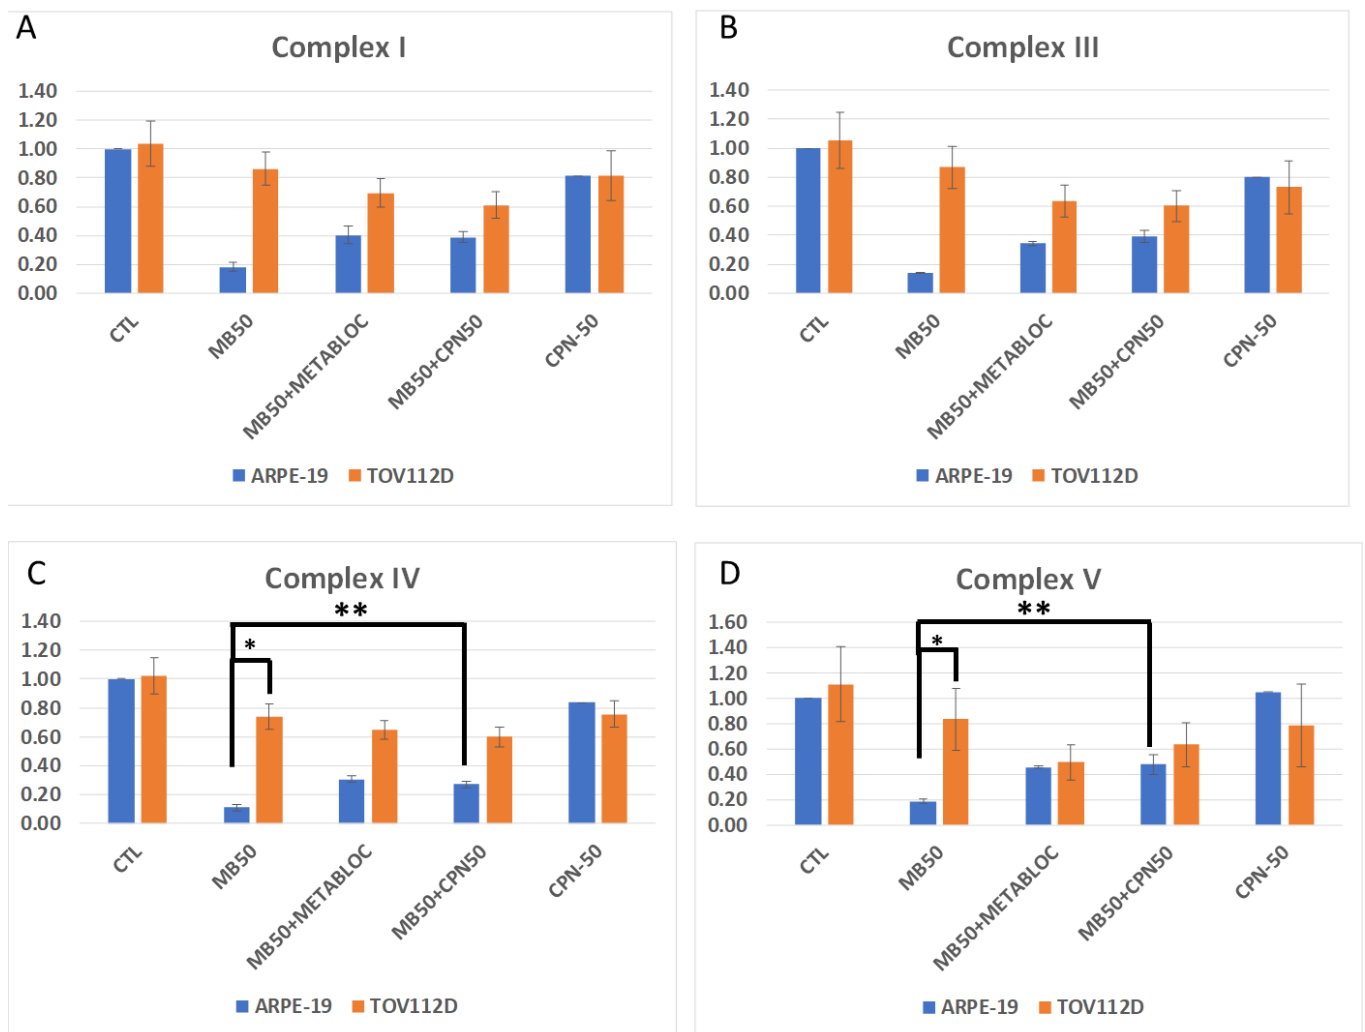 A
Complex I
1.40
1.20
1.00
0.80
0.60
0.40
0.20
0.00
CTL
MB50
MB50+METABLOC
MB50+CPN50
CPN-50
ARPE-19 TOV112D
B
Complex III
1.40
1.20
1.00
0.80
0.60
0.40
0.20
0.00
CTL
MB50
MB50+METABLOC
MB50+CPN50
CPN-50
ARPE-19 TOV112D
C
Complex IV
**
*
1.40
1.20
1.00
0.80
0.60
0.40
0.20
0.00
CTL
MB50
MB50+METABLOC
MB50+CPN50
CPN-50
ARPE-19 TOV112D
D
Complex V
**
*
1.60
1.40
1.20
1.00
0.80
0.60
0.40
0.20
0.00
CTL
MB50
MB50+METABLOC
MB50+CPN50
CPN-50
ARPE-19 TOV112D